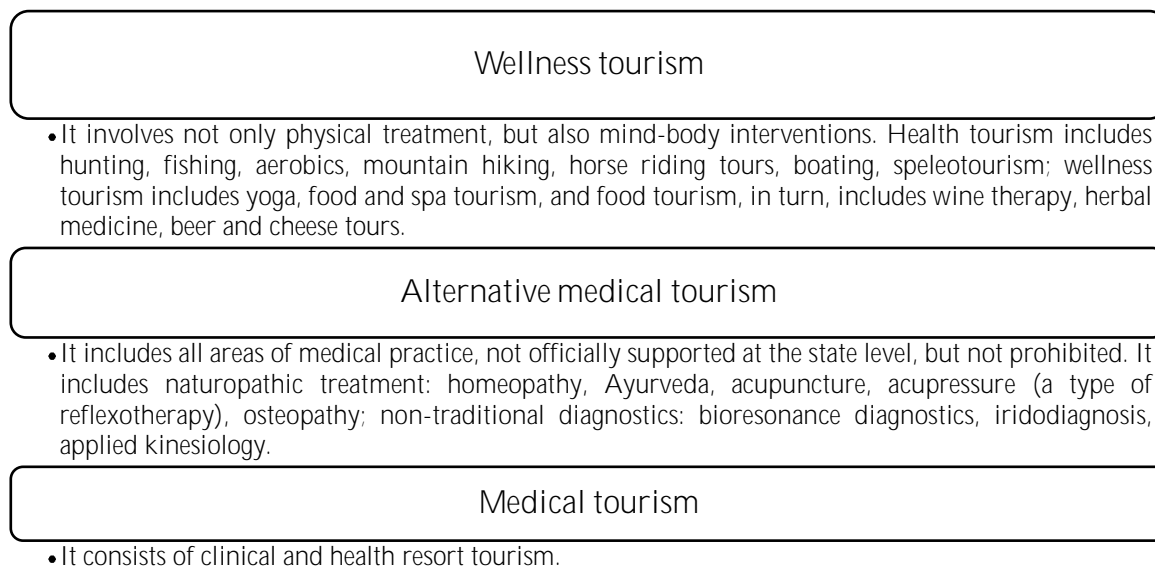 Wellness tourism
•It involves not only physical treatment, but also mind-body interventions. Health tourism includes
hunting, fishing, aerobics, mountain hiking, horse riding tours, boating, speleotourism; wellness
tourism includes yoga, food and spa tourism, and food tourism, in turn, includes wine therapy, herbal
medicine, beer and cheese tours.
Alternative medical tourism
•It includes all areas of medical practice, not officially supported at the state level, but not prohibited. It
includes naturopathic treatment: homeopathy, Ayurveda, acupuncture, acupressure (a type of
reflexotherapy), osteopathy; non-traditional diagnostics: bioresonance diagnostics, iridodiagnosis,
applied kinesiology.
Medical tourism
•It consists of clinical and health resort tourism.